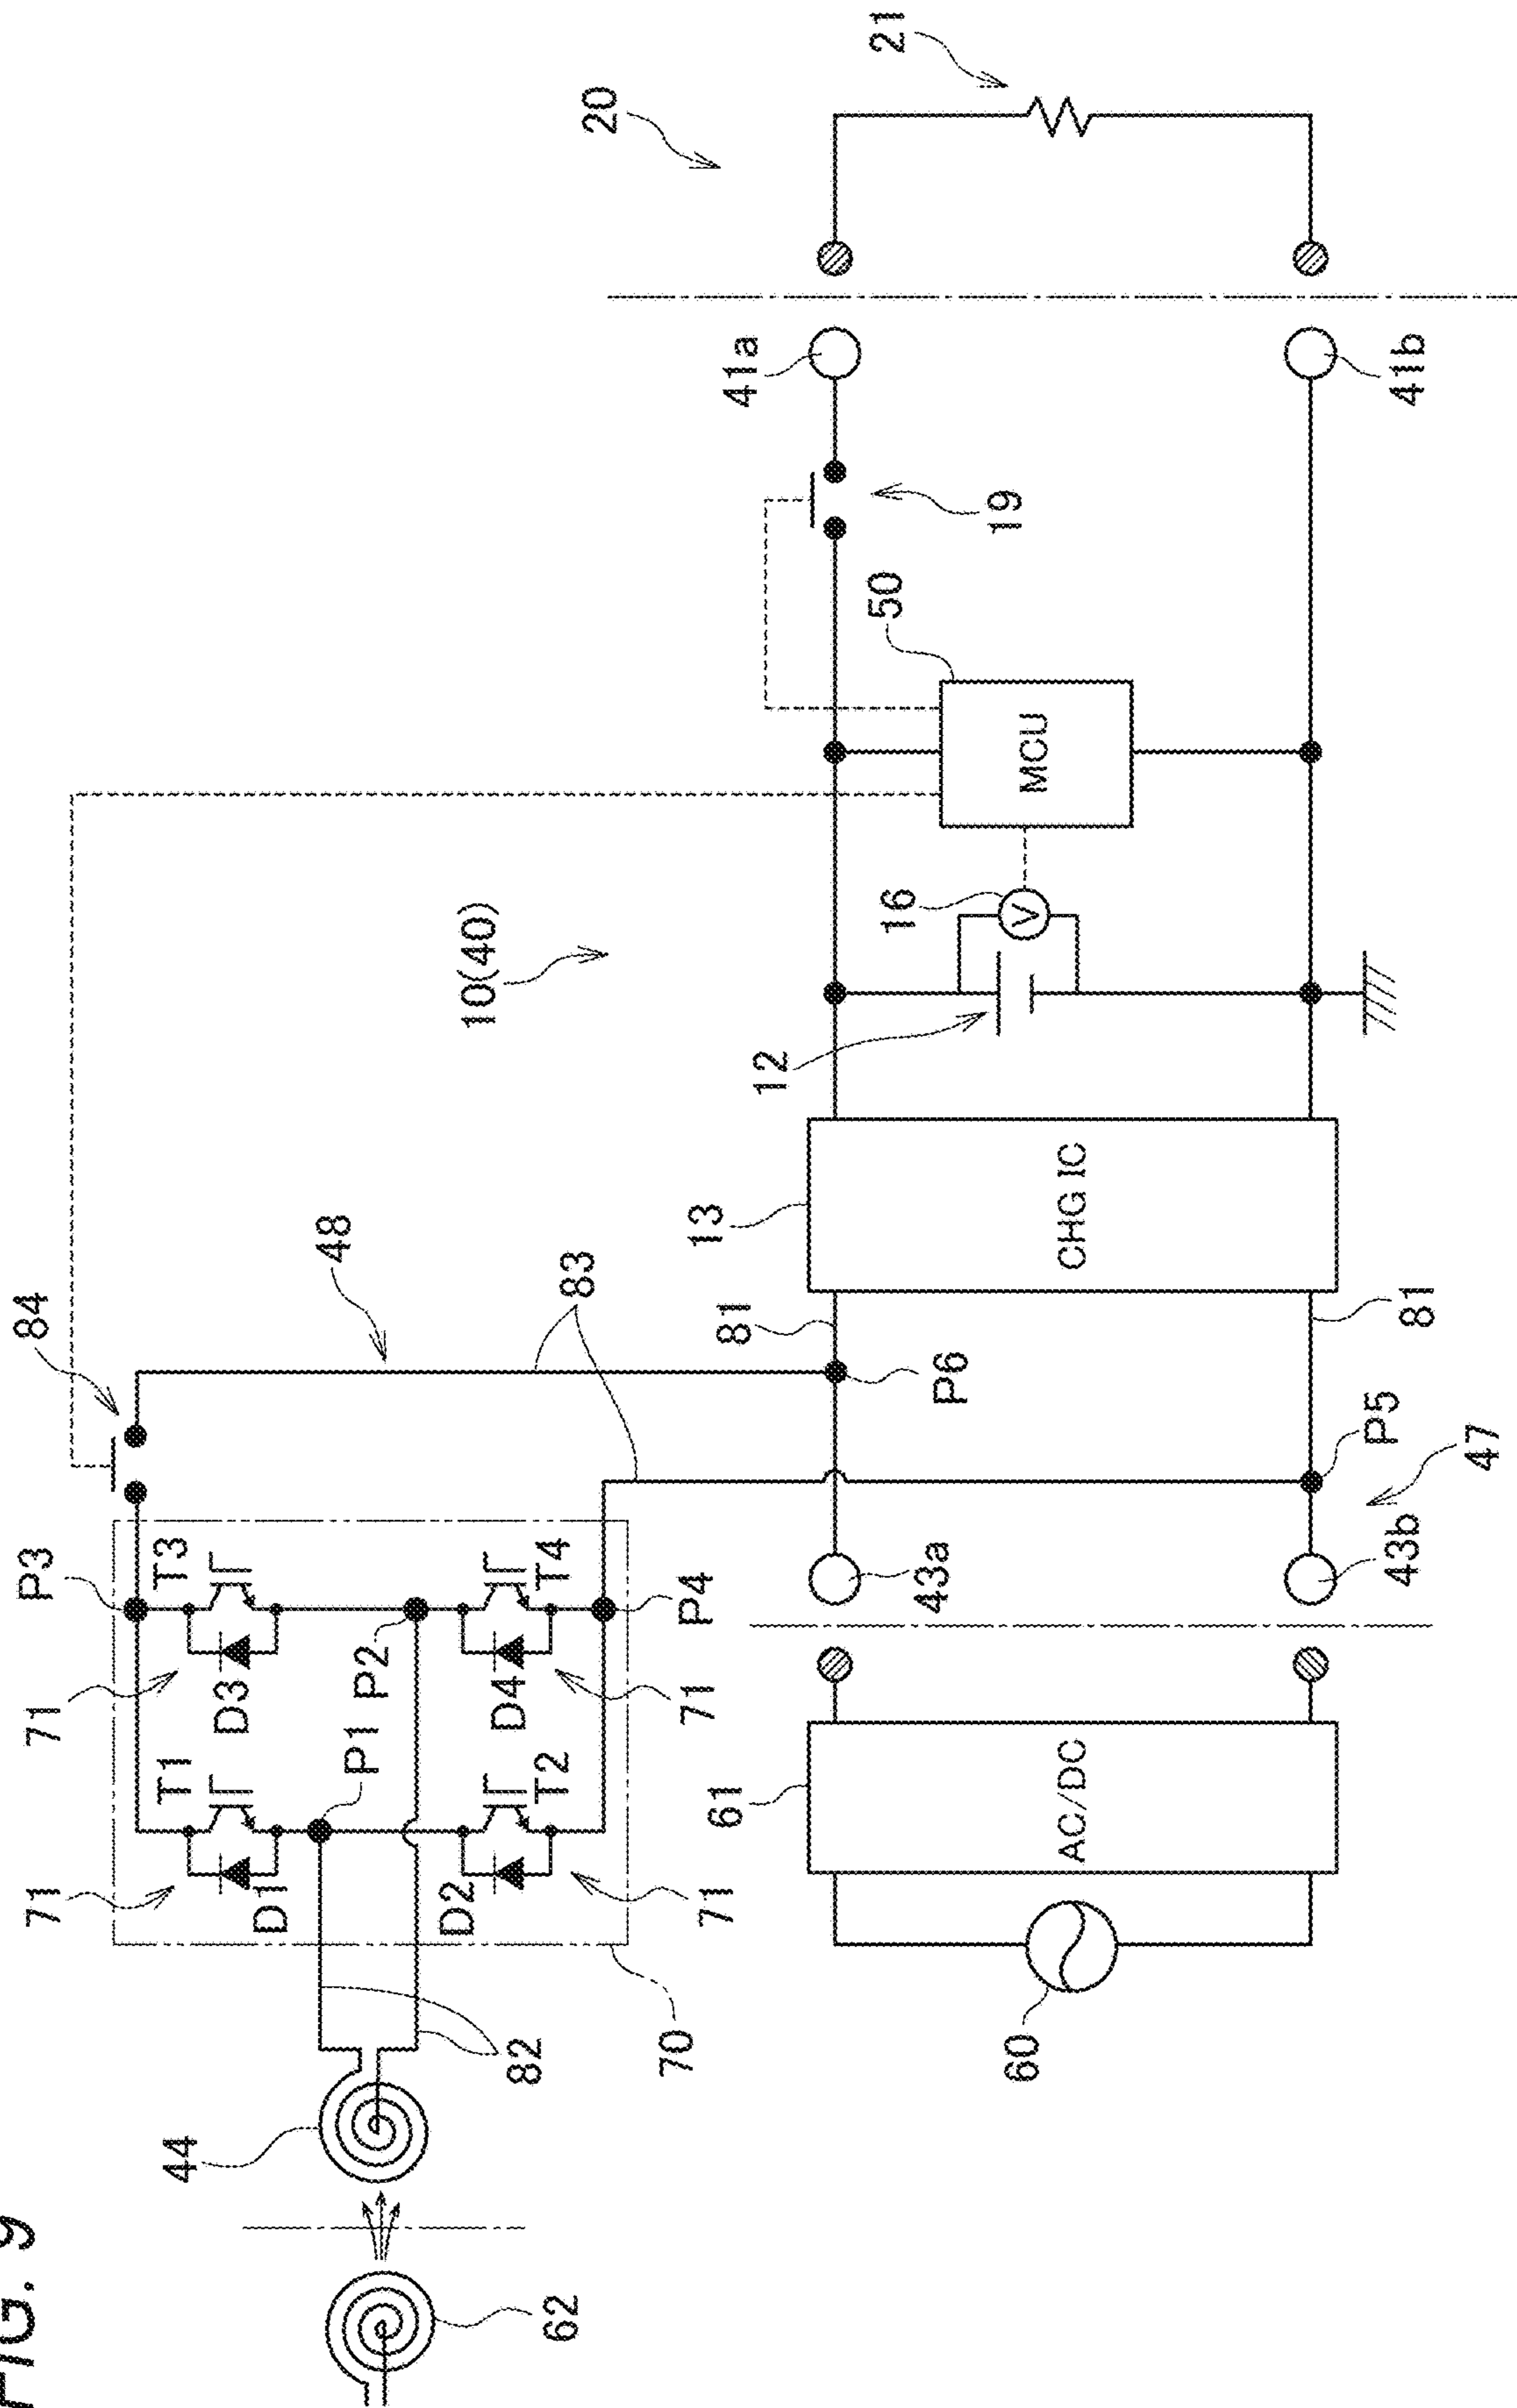 FIG. 9
62
44
82
70
71
D1
T1
P1
D2
T2
71
71
D3
T3
P3
P2
D4
T4
71
P4
84
48
83
10(40)
60
61
AC/DC
43a
43b
P5
47
P6
81
81
13
CHG IC
12
16
V
50
MCU
19
41a
41b
20
21